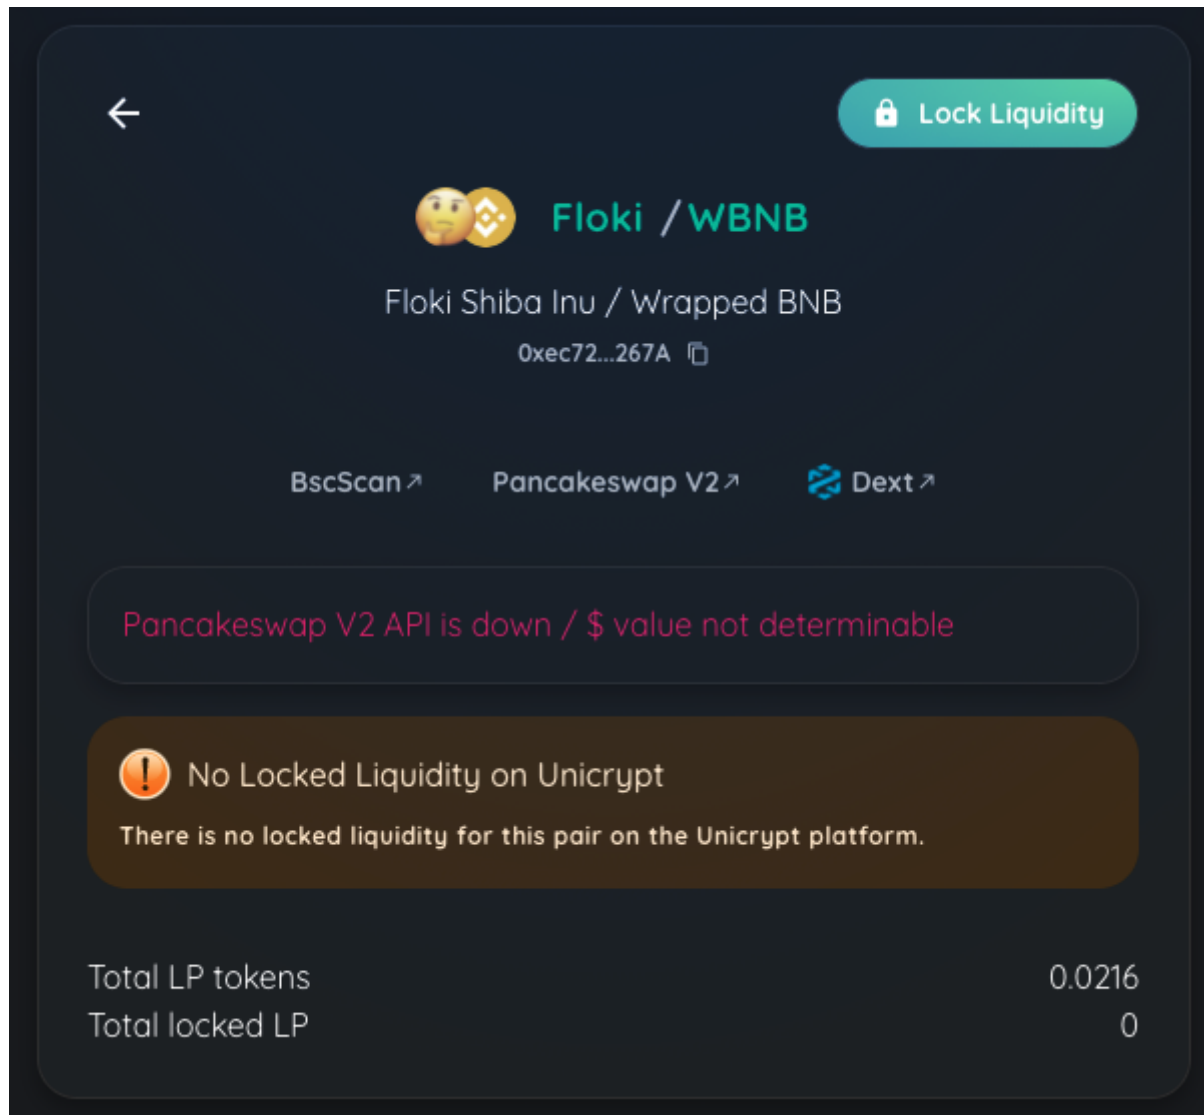 Lock Liquidity
Floki / WBNB
Floki Shiba Inu / Wrapped BNB
0xec72...267A
BscScan↗ Pancakeswap V2↗ Dext↗
Pancakeswap V2 API is down / $ value not determinable
No Locked Liquidity on Unicrypt
There is no locked liquidity for this pair on the Unicrypt platform.
Total LP tokens 0.0216
Total locked LP 0